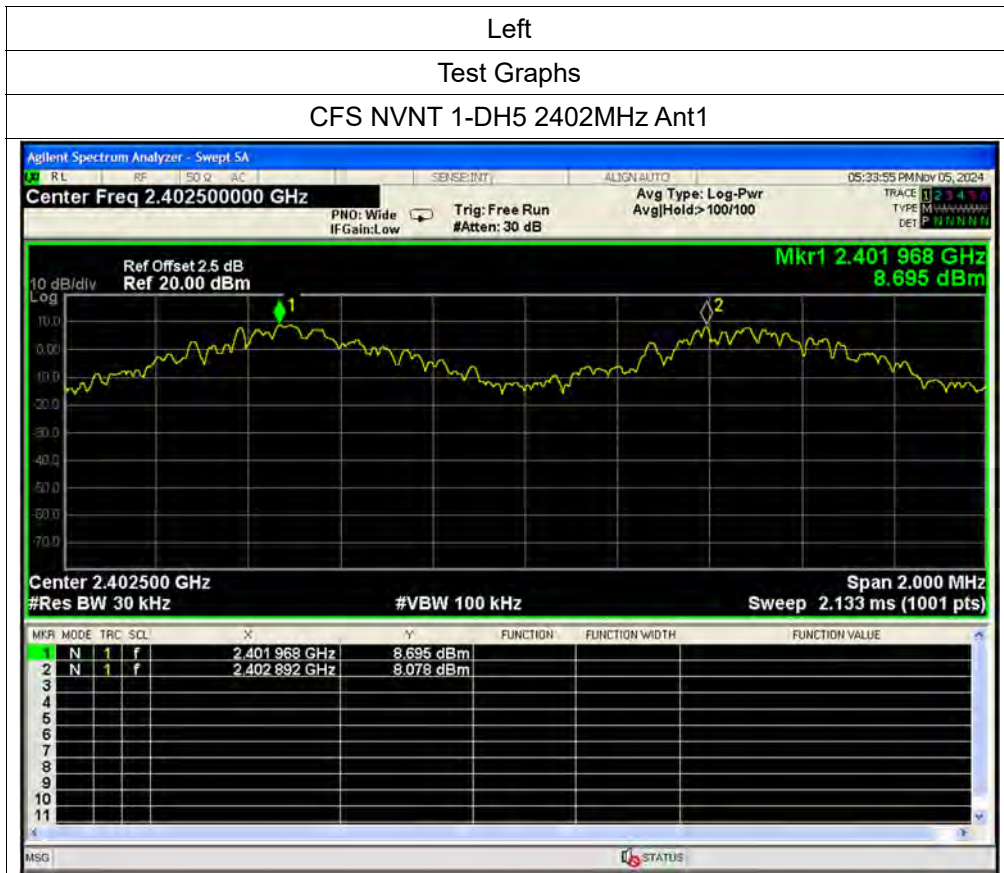 Left
Test Graphs
CFS NVNT 1-DH5 2402MHz Ant1
Agilent Spectrum Analyzer - Swept SA
RL RF 50 Ω AC SENSE:INT ALIGN AUTO 05:33:55 PM Nov 05, 2024
Center Freq 2.402500000 GHz Avg Type: Log-Pwr TRACE 1 2 3 4 5 6
PNO: Wide Trig: Free Run Avg|Hold:>100/100 TYPE M
IFGain:Low #Atten: 30 dB DET P N N N N N
Ref Offset 2.5 dB Mkr1 2.401 968 GHz
10 dB/div Ref 20.00 dBm 8.695 dBm
Log
10.0
0.00
-10.0
-20.0
-30.0
-40.0
-50.0
-60.0
-70.0
1
2
Center 2.402500 GHz Span 2.000 MHz
#Res BW 30 kHz #VBW 100 kHz Sweep 2.133 ms (1001 pts)
MKR MODE TRC SCL X Y FUNCTION FUNCTION WIDTH FUNCTION VALUE
1 N 1 f 2.401 968 GHz 8.695 dBm
2 N 1 f 2.402 892 GHz 8.078 dBm
3
4
5
6
7
8
9
10
11
MSG STATUS